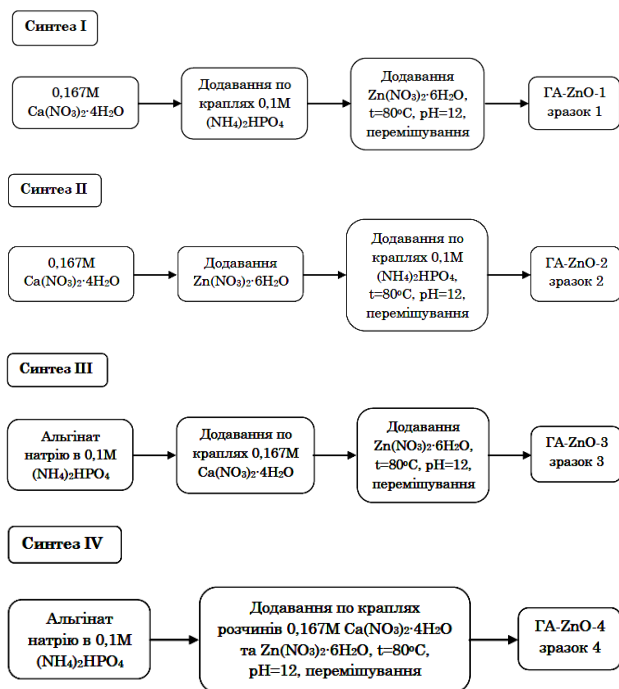 Синтез I
0,167М
Ca(NO₃)₂·4H₂O
Додавання по
краплях 0,1М
(NH₄)₂HPO₄
Додавання
Zn(NO₃)₂·6H₂O,
t=80ºC, pH=12,
перемішування
ГА-ZnO-1
зразок 1
Синтез II
0,167М
Ca(NO₃)₂·4H₂O
Додавання
Zn(NO₃)₂·6H₂O
Додавання по
краплях 0,1М
(NH₄)₂HPO₄,
t=80ºC, pH=12,
перемішування
ГА-ZnO-2
зразок 2
Синтез III
Альгінат
натрію в 0,1М
(NH₄)₂HPO₄
Додавання по
краплях 0,167М
Ca(NO₃)₂·4H₂O
Додавання
Zn(NO₃)₂·6H₂O,
t=80ºC, pH=12,
перемішування
ГА-ZnO-3
зразок 3
Синтез IV
Альгінат
натрію в 0,1М
(NH₄)₂HPO₄
Додавання по краплях
розчинів 0,167М Ca(NO₃)₂·4H₂O
та Zn(NO₃)₂·6H₂O, t=80ºC,
pH=12, перемішування
ГА-ZnO-4
зразок 4